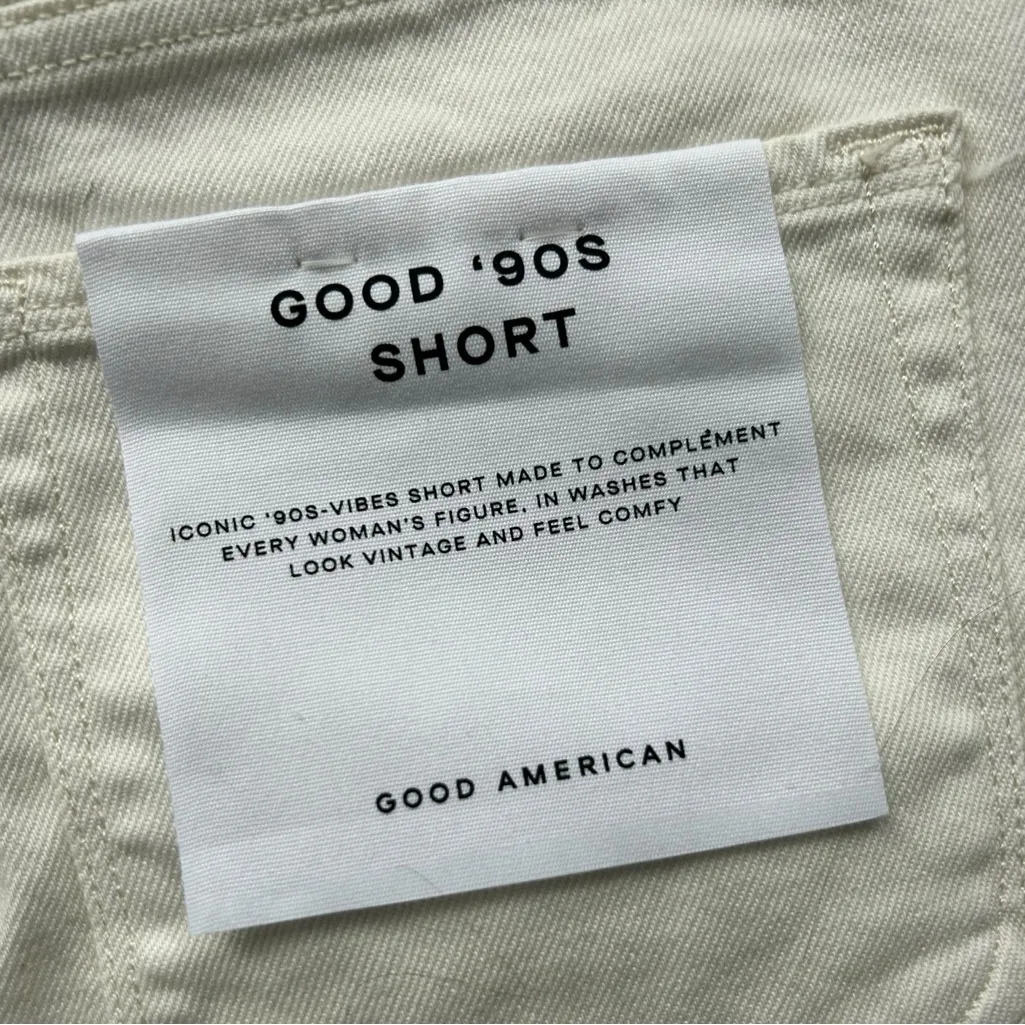 GOOD ‘90S
SHORT
ICONIC ‘90S-VIBES SHORT MADE TO COMPLEMENT
EVERY WOMAN’S FIGURE, IN WASHES THAT
LOOK VINTAGE AND FEEL COMFY
GOOD AMERICAN